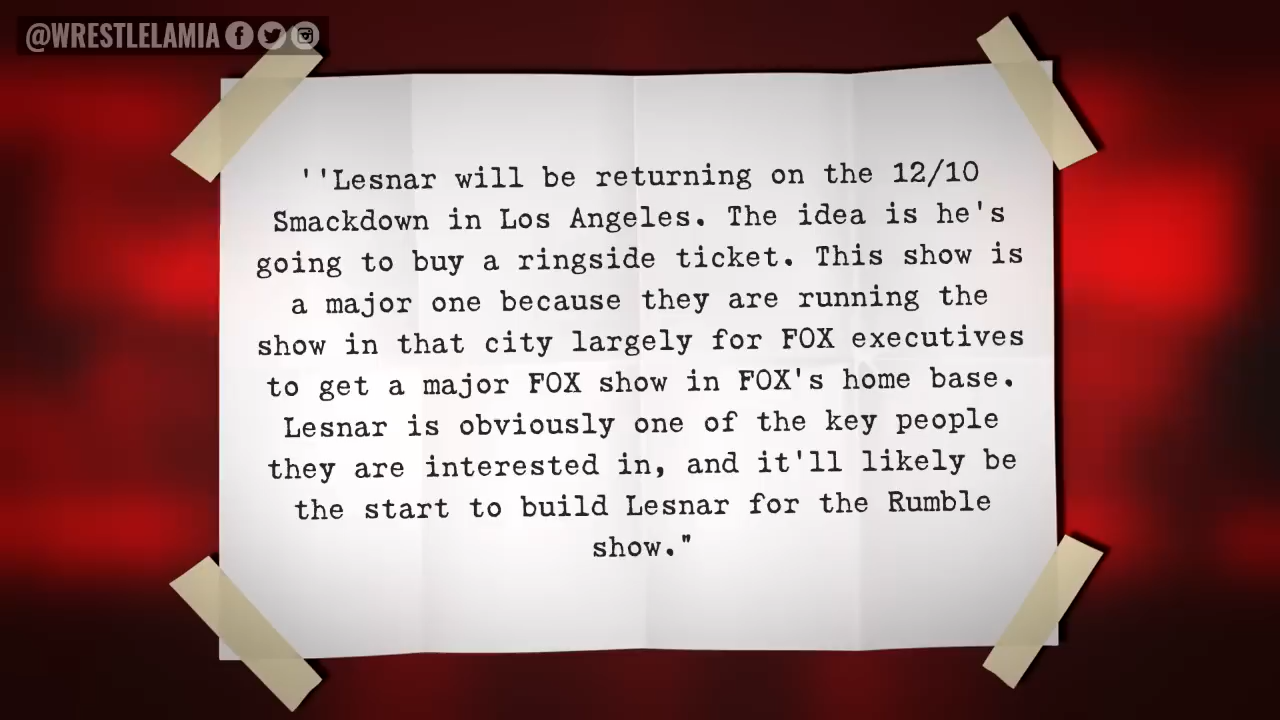 @WRESTLELAMIA
''Lesnar will be returning on the 12/10
Smackdown in Los Angeles. The idea is he's
going to buy a ringside ticket. This show is
a major one because they are running the
show in that city largely for FOX executives
to get a major FOX show in FOX's home base.
Lesnar is obviously one of the key people
they are interested in, and it'll likely be
the start to build Lesnar for the Rumble
show."